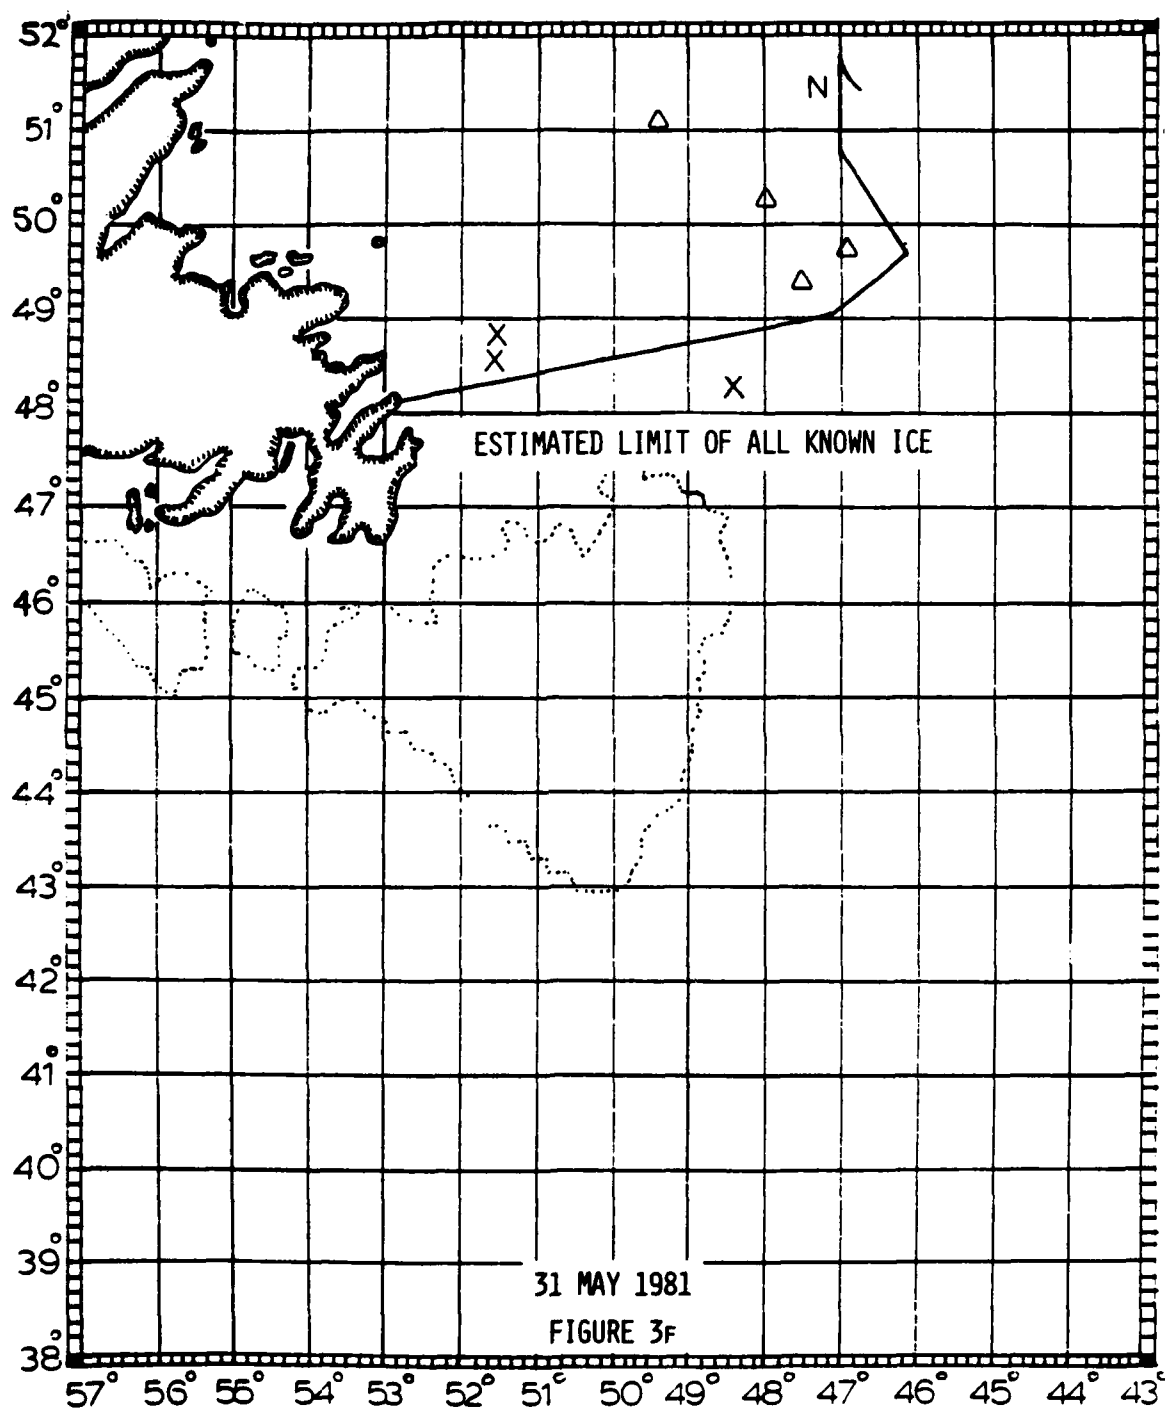 52°
N
51°
50°
49°
X
X
X
48°
ESTIMATED LIMIT OF ALL KNOWN ICE
47°
46°
45°
44°
43°
42°
41°
40°
39°
31 MAY 1981
FIGURE 3F
38°
57° 56° 55° 54° 53° 52° 51° 50° 49° 48° 47° 46° 45° 44° 43°